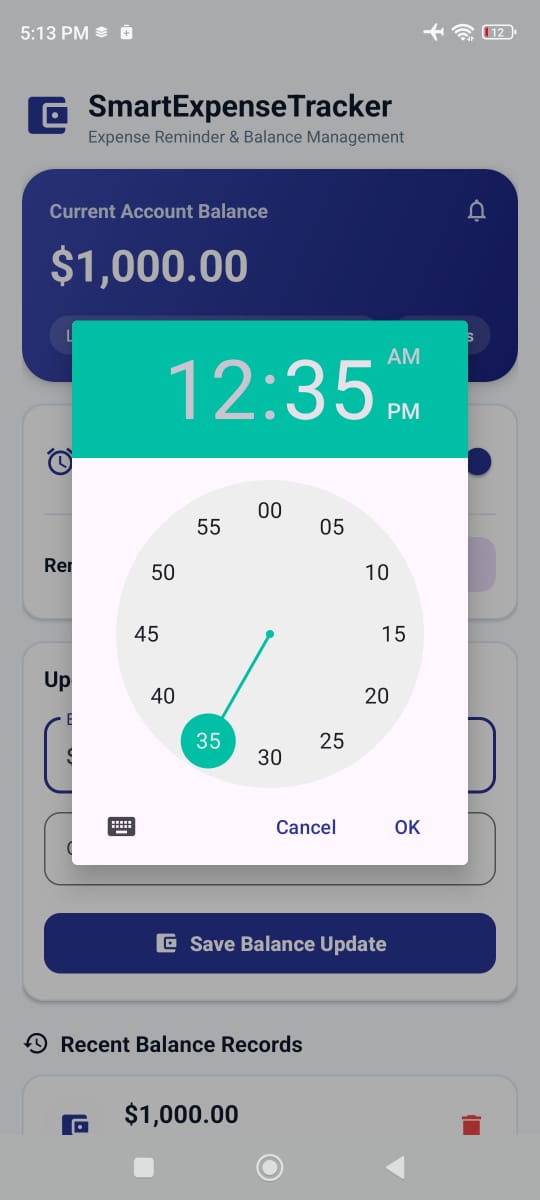 5:13 PM
12
SmartExpenseTracker
Expense Reminder & Balance Management
Current Account Balance
$1,000.00
12:35
AM
PM
00
05
10
15
20
25
30
35
40
45
50
55
Cancel
OK
Save Balance Update
Recent Balance Records
$1,000.00